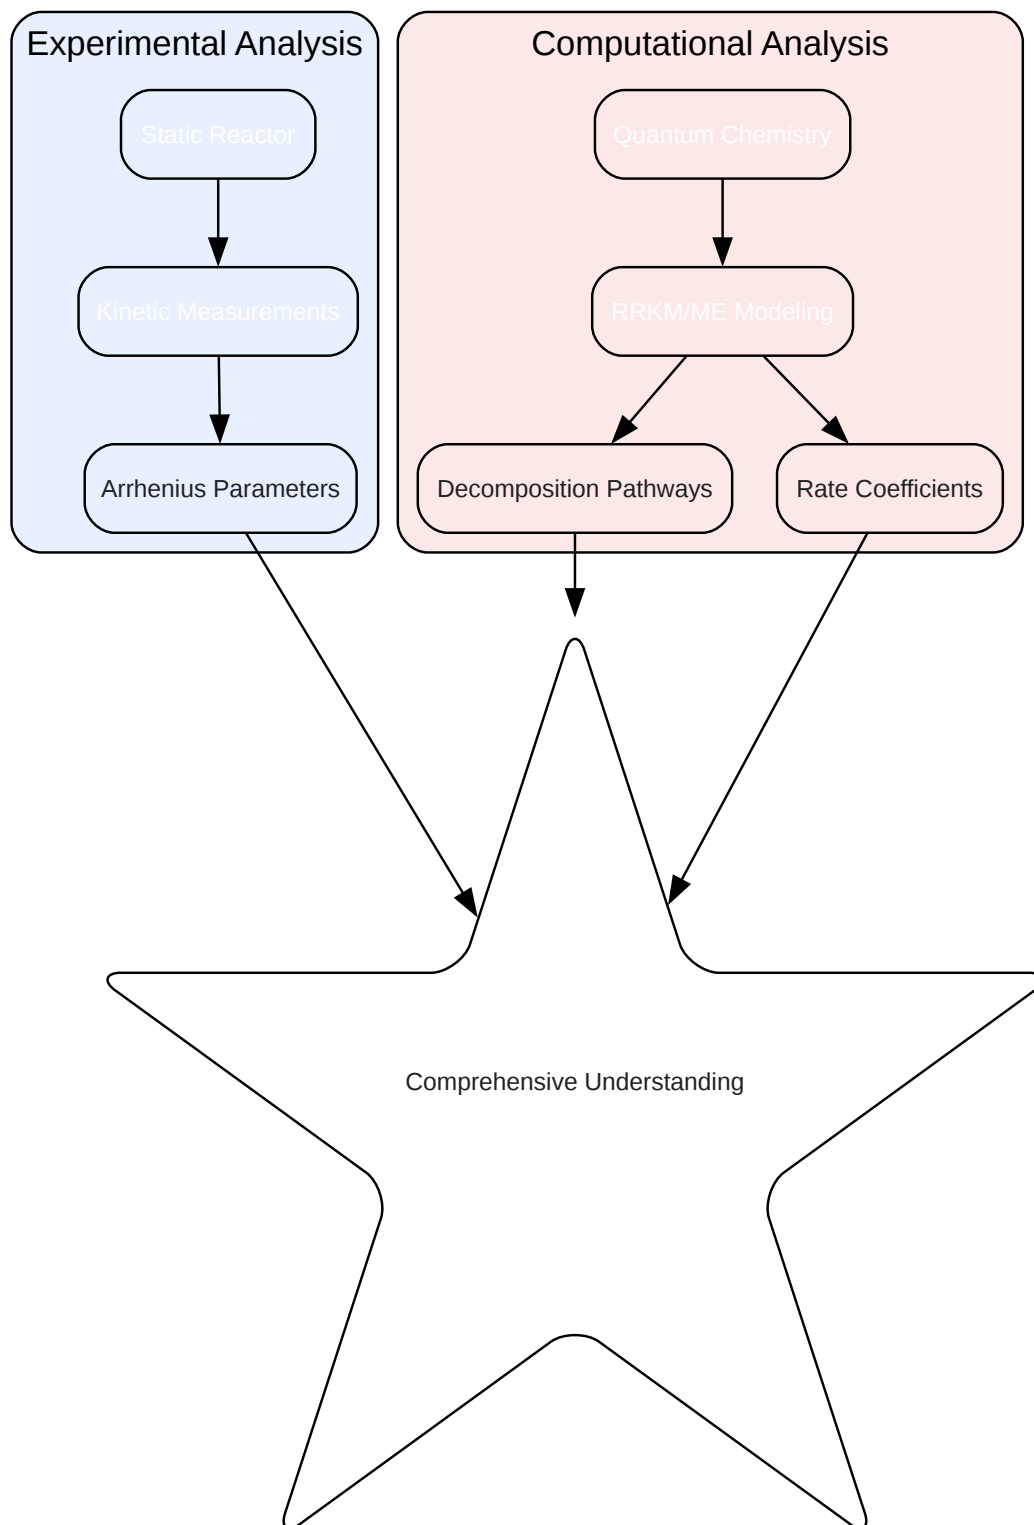 Experimental Analysis
Computational Analysis
Static Reactor
Quantum Chemistry
Kinetic Measurements
RRKM/ME Modeling
Arrhenius Parameters
Decomposition Pathways
Rate Coefficients
Comprehensive Understanding